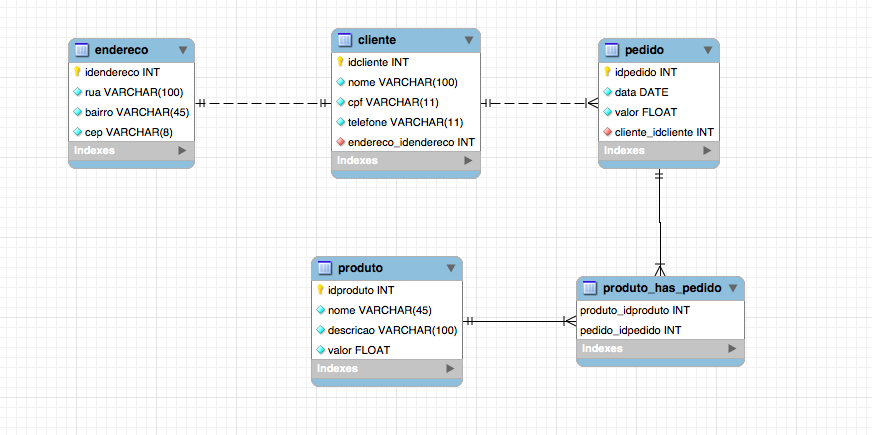 endereco
idendereco INT
rua VARCHAR(100)
bairro VARCHAR(45)
cep VARCHAR(8)
Indexes
cliente
idcliente INT
nome VARCHAR(100)
cpf VARCHAR(11)
telefone VARCHAR(11)
endereco_idendereco INT
Indexes
pedido
idpedido INT
data DATE
valor FLOAT
cliente_idcliente INT
Indexes
produto
idproduto INT
nome VARCHAR(45)
descricao VARCHAR(100)
valor FLOAT
Indexes
produto_has_pedido
produto_idproduto INT
pedido_idpedido INT
Indexes